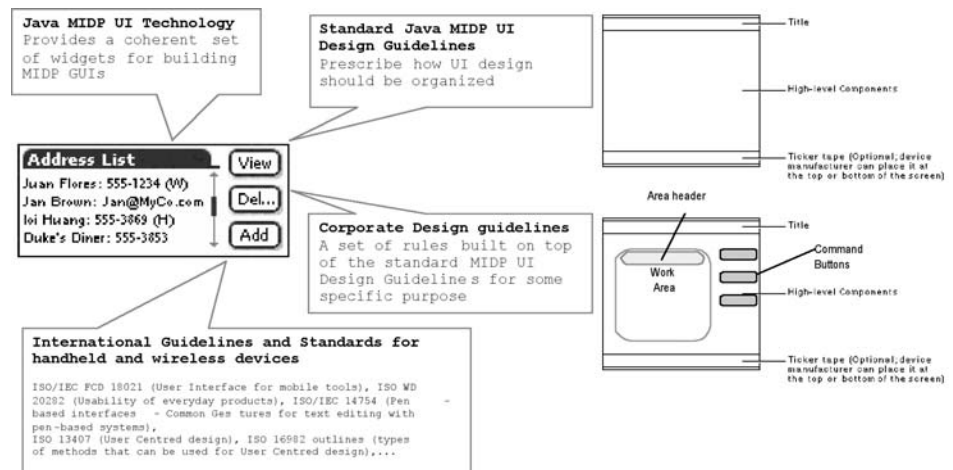 Java MIDP UI Technology
Provides a coherent set
of widgets for building
MIDP GUIs
Standard Java MIDP UI
Design Guidelines
Prescribe how UI design
should be organized
Title
High-level Components
Ticker tape (Optional; device
manufacturer can place it at
the top or bottom of the screen)
Address List
Juan Flores: 555-1234 (W)
Jan Brown: Jan@MyCo.com
loi Huang: 555-3869 (H)
Duke's Diner: 555-3853
View
Del...
Add
Corporate Design guidelines
A set of rules built on top
of the standard MIDP UI
Design Guidelines for some
specific purpose
Area header
Title
Command
Buttons
Work
Area
High-level Components
Ticker tape (Optional; device
manufacturer can place it at
the top or bottom of the screen)
International Guidelines and Standards for
handheld and wireless devices
ISO/IEC FCD 18021 (User Interface for mobile tools), ISO WD
20282 (Usability of everyday products), ISO/IEC 14754 (Pen -
based interfaces - Common Ges tures for text editing with
pen-based systems),
ISO 13407 (User Centred design), ISO 16982 outlines (types
of methods that can be used for User Centred design),...